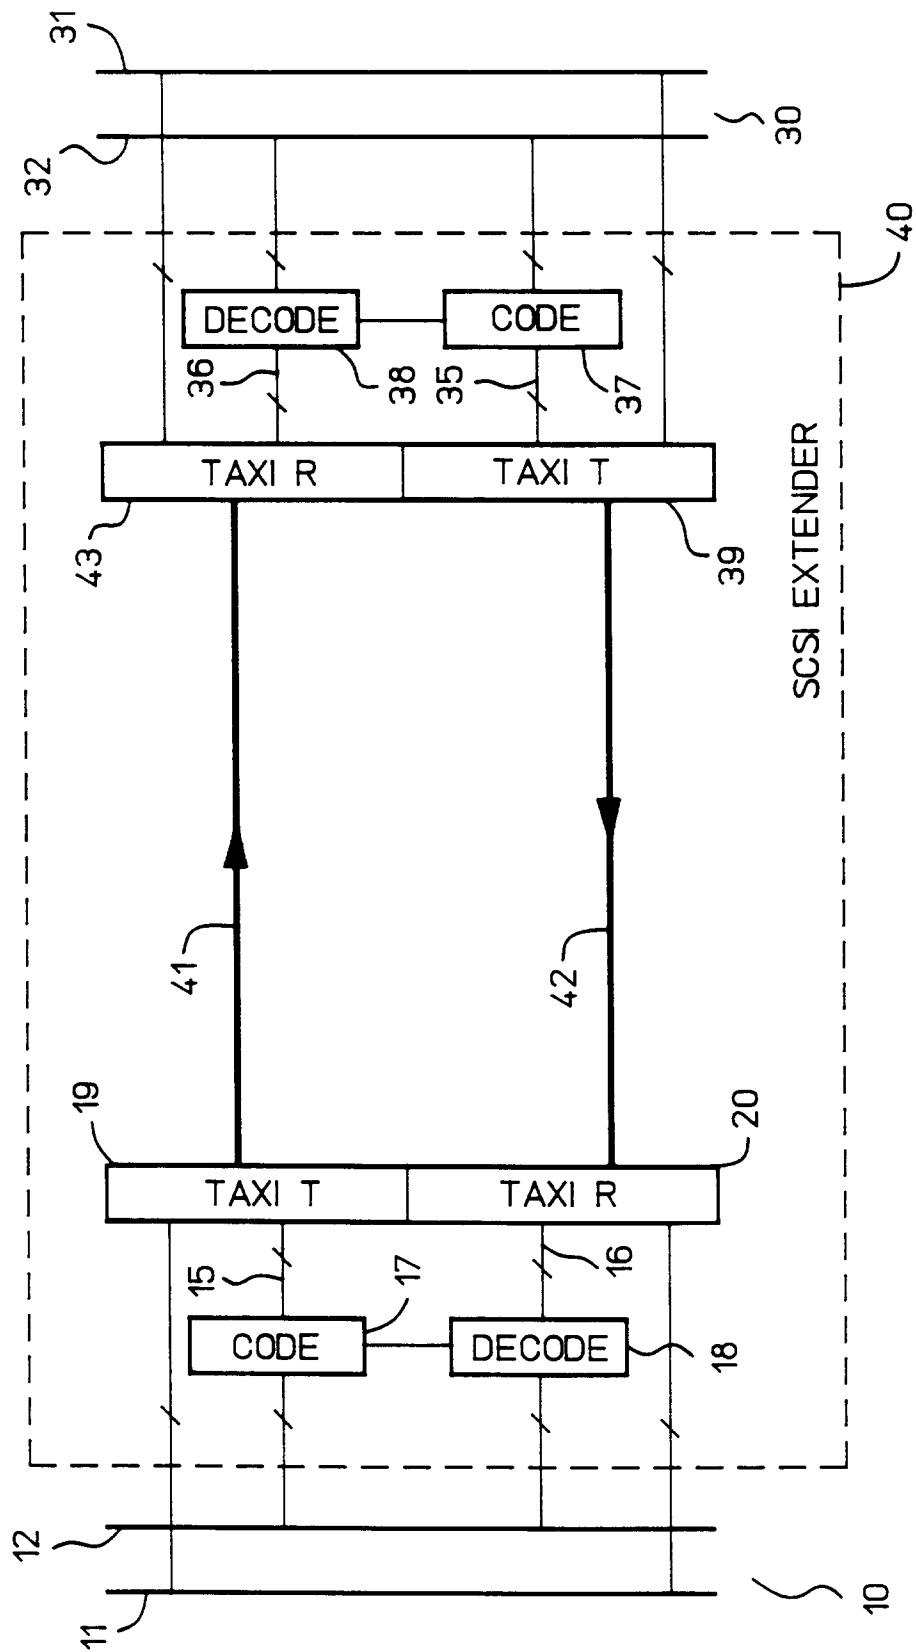 31
12
32
11
19
43
41
15
36
CODE
TAXI T
TAXI R
DECODE
17
38
35
DECODE
TAXI R
42
TAXI T
CODE
16
37
18
20
39
30
SCSI EXTENDER
10
40